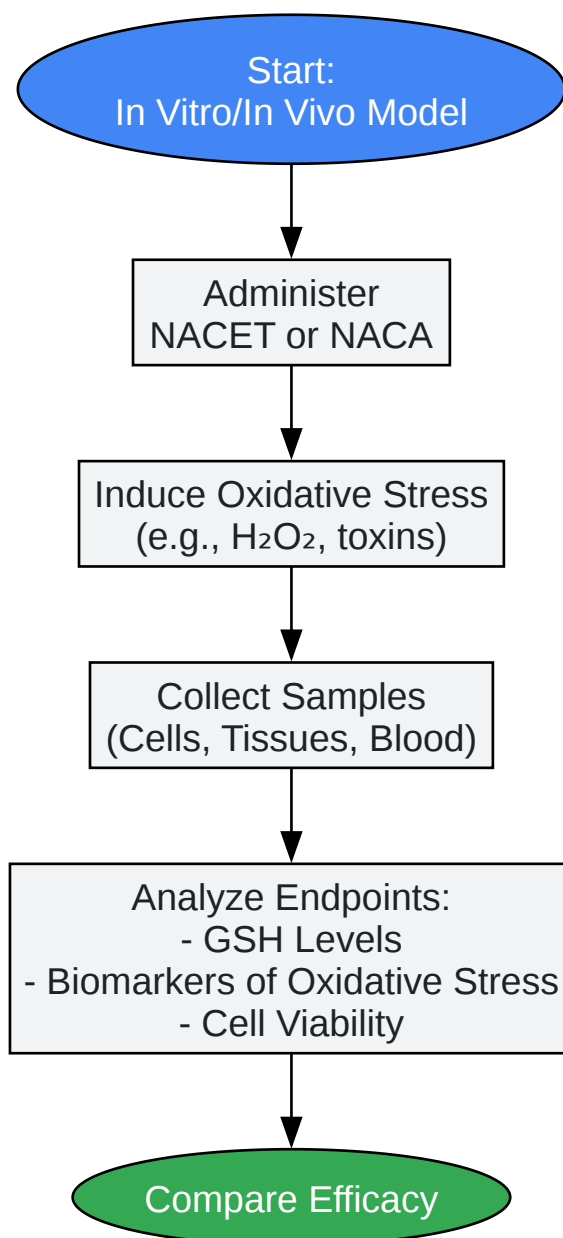 Start:
In Vitro/In Vivo Model
Administer
NACET or NACA
Induce Oxidative Stress
(e.g., H₂O₂, toxins)
Collect Samples
(Cells, Tissues, Blood)
Analyze Endpoints:
- GSH Levels
- Biomarkers of Oxidative Stress
- Cell Viability
Compare Efficacy